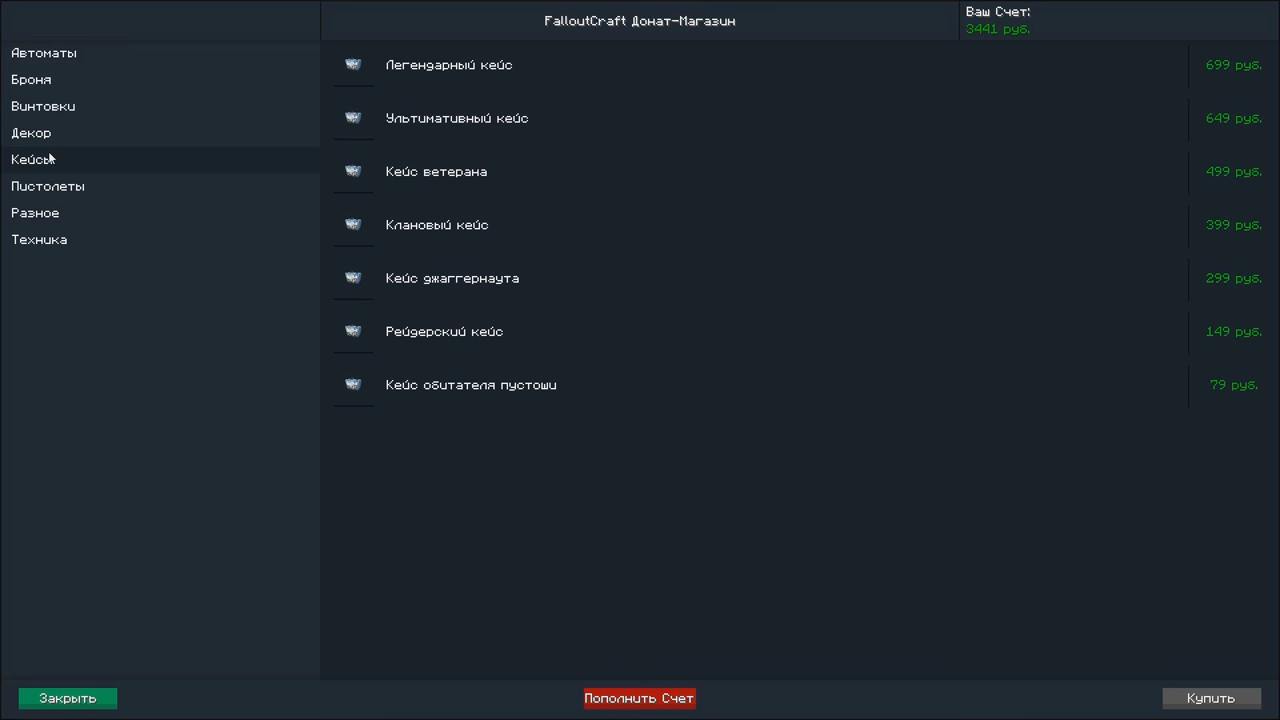 FalloutCraft Донат-Магазин
Ваш Счет:
3441 руб.
Автоматы
Броня
Винтовки
Декор
Кейсы
Пистолеты
Разное
Техника
Легендарный кейс
699 руб.
Ультимативный кейс
649 руб.
Кейс ветерана
499 руб.
Клановый кейс
399 руб.
Кейс джаггернаута
299 руб.
Рейдерский кейс
149 руб.
Кейс обитателя пустоши
79 руб.
Закрыть
Пополнить Счет
Купить